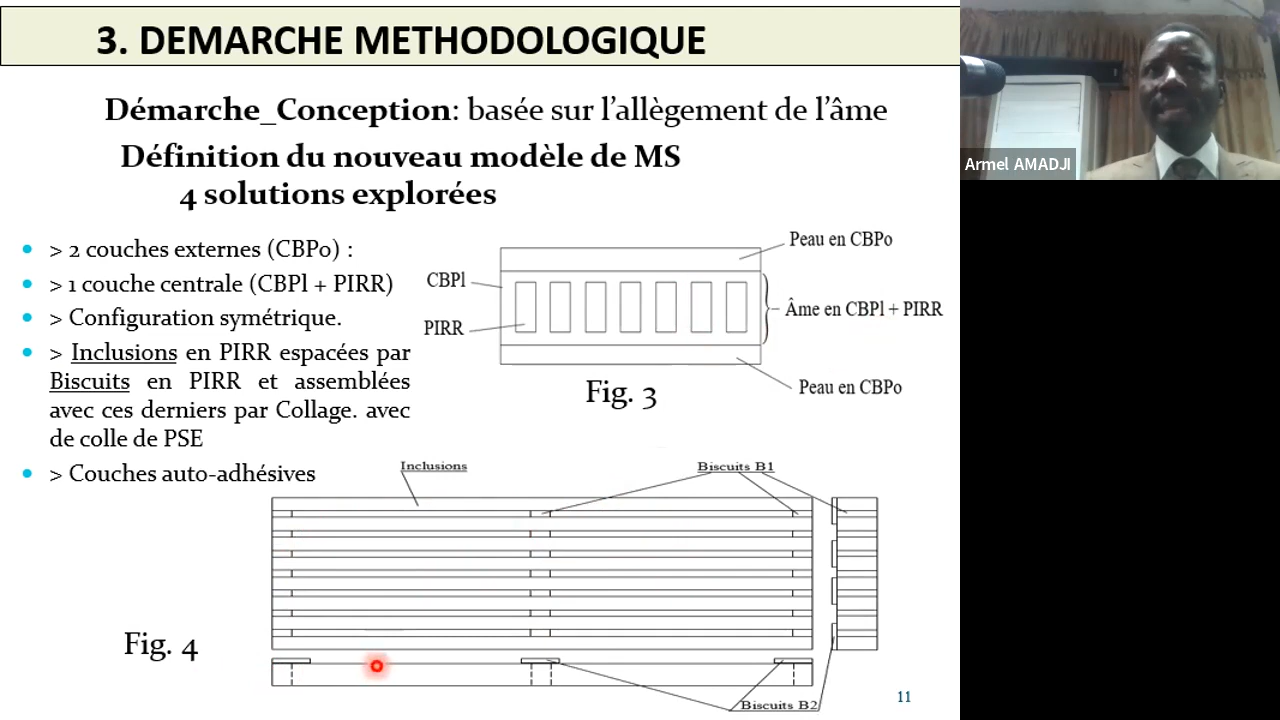 3. DEMARCHE METHODOLOGIQUE
Armel AMADJI
Démarche_Conception: basée sur l’allègement de l’âme
Définition du nouveau modèle de MS
4 solutions explorées
> 2 couches externes (CBPo) :
> 1 couche centrale (CBPl + PIRR)
> Configuration symétrique.
> Inclusions en PIRR espacées par
Biscuits en PIRR et assemblées
avec ces derniers par Collage. avec
de colle de PSE
> Couches auto-adhésives
Peau en CBPo
CBPl
Âme en CBPl + PIRR
PIRR
Peau en CBPo
Fig. 3
Inclusions
Biscuits B1
Fig. 4
Biscuits B2
11